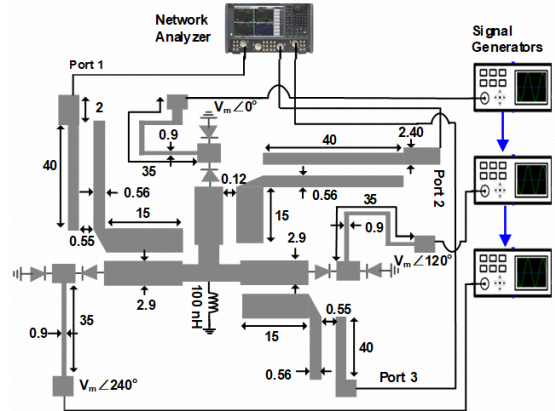 Network
Analyzer
Signal
Generators
Port 1
Vm∠0°
2
0.9
40
35
40
2.40
0.12
0.56
0.56
Port 2
15
0.55
15
35
0.9
2.9
Vm∠120°
2.9
100 nH
35
0.9
0.55
15
40
0.56
Port 3
Vm∠240°